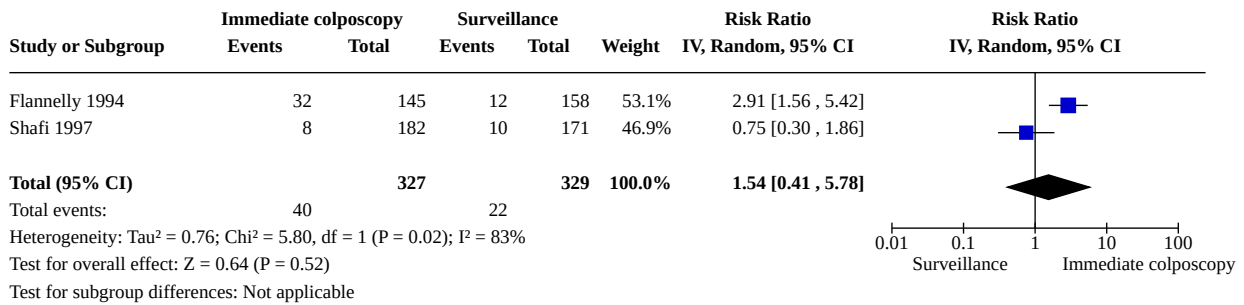 Immediate colposcopy Surveillance Risk Ratio Risk Ratio
Study or Subgroup Events Total Events Total Weight IV, Random, 95% CI IV, Random, 95% CI
Flannelly 1994 32 145 12 158 53.1% 2.91 [1.56 , 5.42]
Shafi 1997 8 182 10 171 46.9% 0.75 [0.30 , 1.86]
Total (95% CI) 327 329 100.0% 1.54 [0.41 , 5.78]
Total events: 40 22
Heterogeneity: Tau² = 0.76; Chi² = 5.80, df = 1 (P = 0.02); I² = 83%
0.01 0.1 1 10 100
Test for overall effect: Z = 0.64 (P = 0.52) Surveillance Immediate colposcopy
Test for subgroup differences: Not applicable